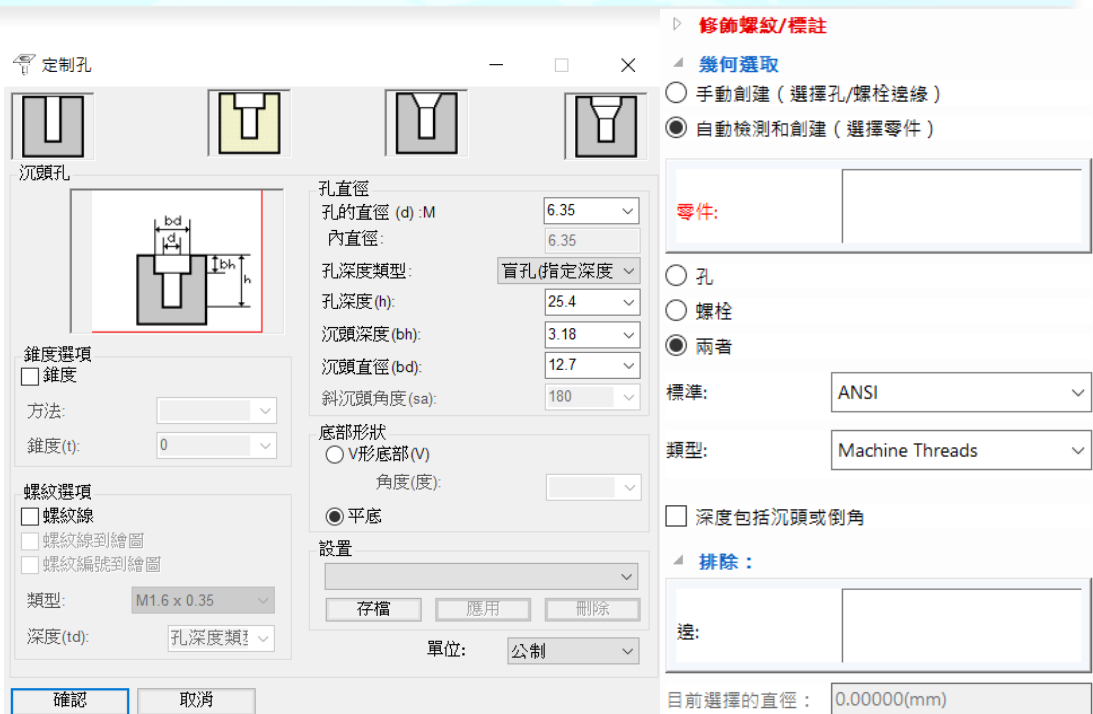 定制孔
沉頭孔
bd
d
bh
h
錐度選項
錐度
方法:
錐度(t):
0
螺紋選項
螺紋線
螺紋線到繪圖
螺紋編號到繪圖
類型:
M1.6 x 0.35
深度(td):
孔深度類型
確認
取消
孔直徑
孔的直徑 (d) :M
6.35
內直徑:
6.35
孔深度類型:
盲孔(指定深度
孔深度(h):
25.4
沉頭深度(bh):
3.18
沉頭直徑(bd):
12.7
斜沉頭角度(sa):
180
底部形狀
V形底部(V)
角度(度):
平底
設置
存檔
應用
刪除
單位:
公制
修飾螺紋/標註
幾何選取
手動創建（選擇孔/螺栓邊緣）
自動檢測和創建（選擇零件）
零件:
孔
螺栓
兩者
標準:
ANSI
類型:
Machine Threads
深度包括沉頭或倒角
排除：
邊:
目前選擇的直徑：
0.00000(mm)